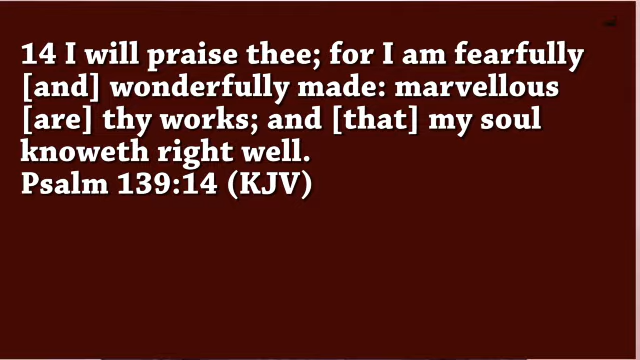 14 I will praise thee; for I am fearfully
[and] wonderfully made: marvellous
[are] thy works; and [that] my soul
knoweth right well.
Psalm 139:14 (KJV)